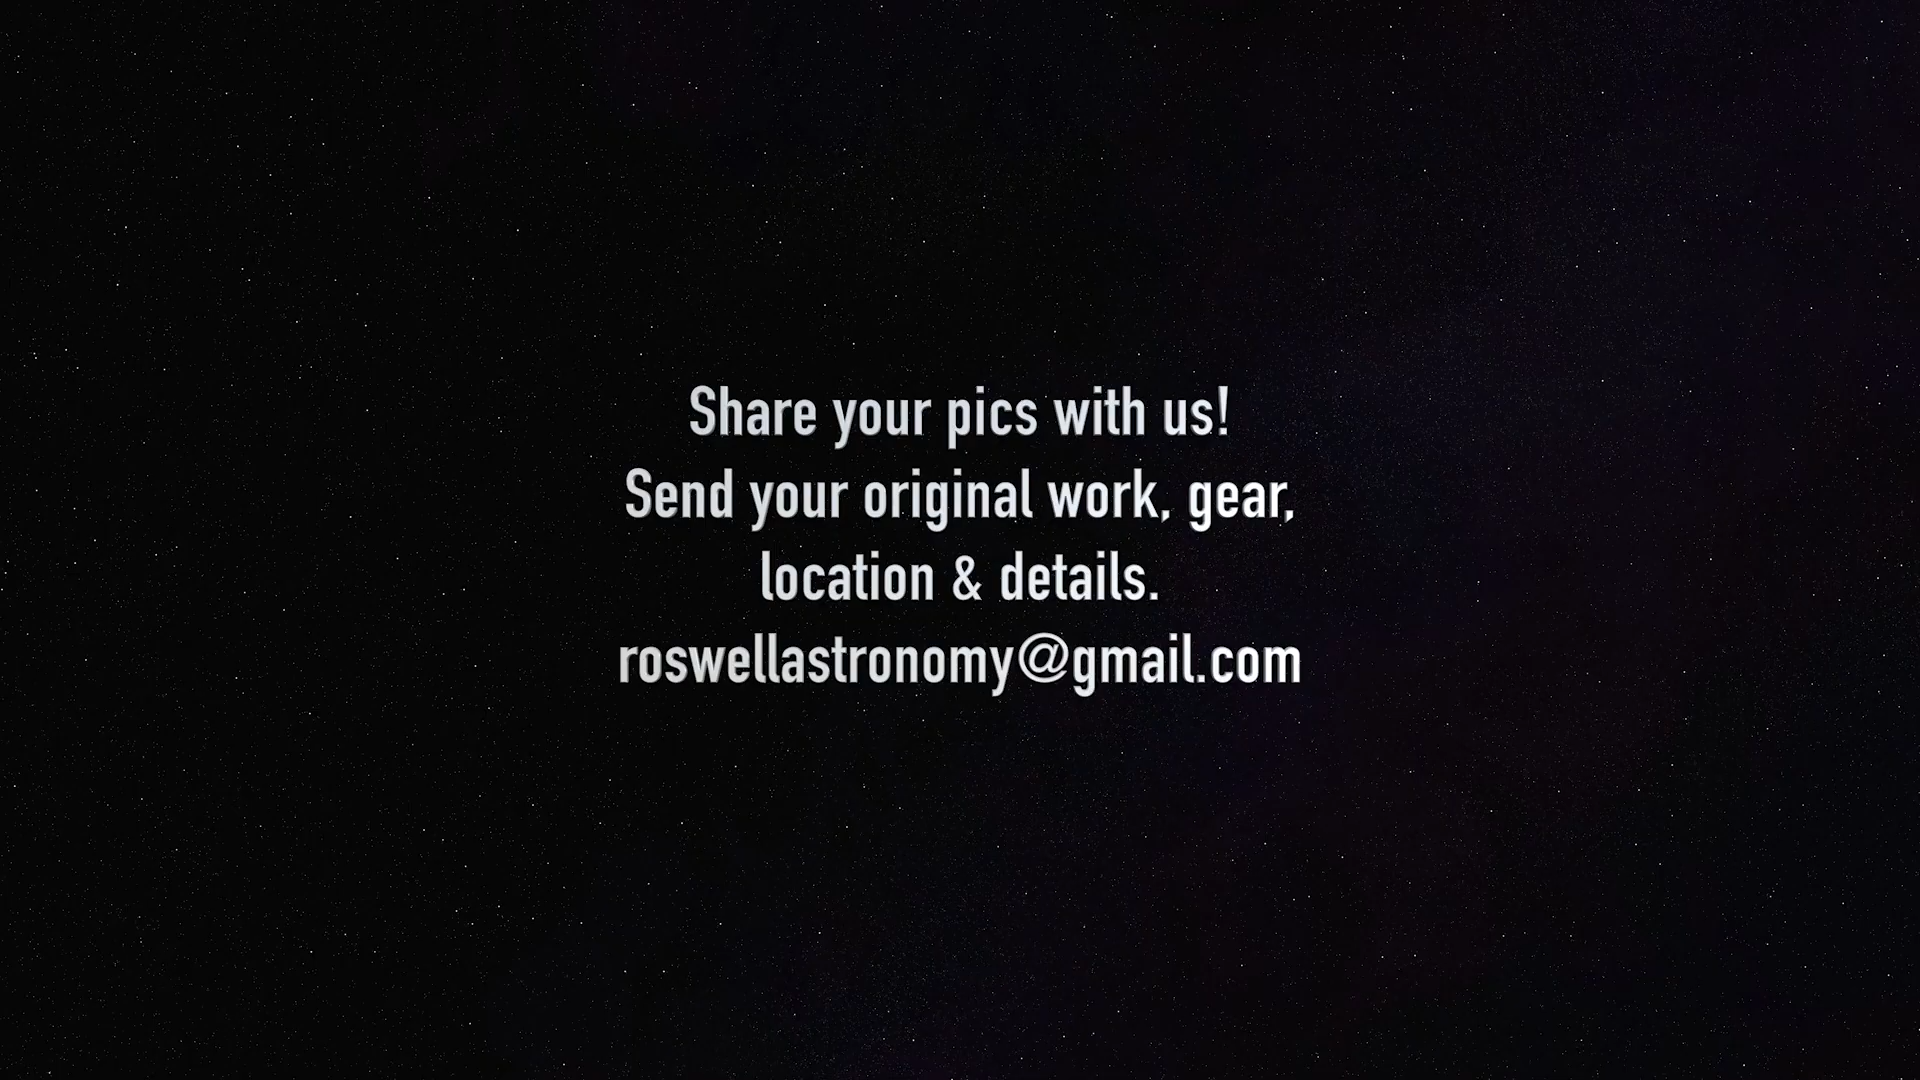 Share your pics with us!
Send your original work, gear,
location & details.
roswellastronomy@gmail.com